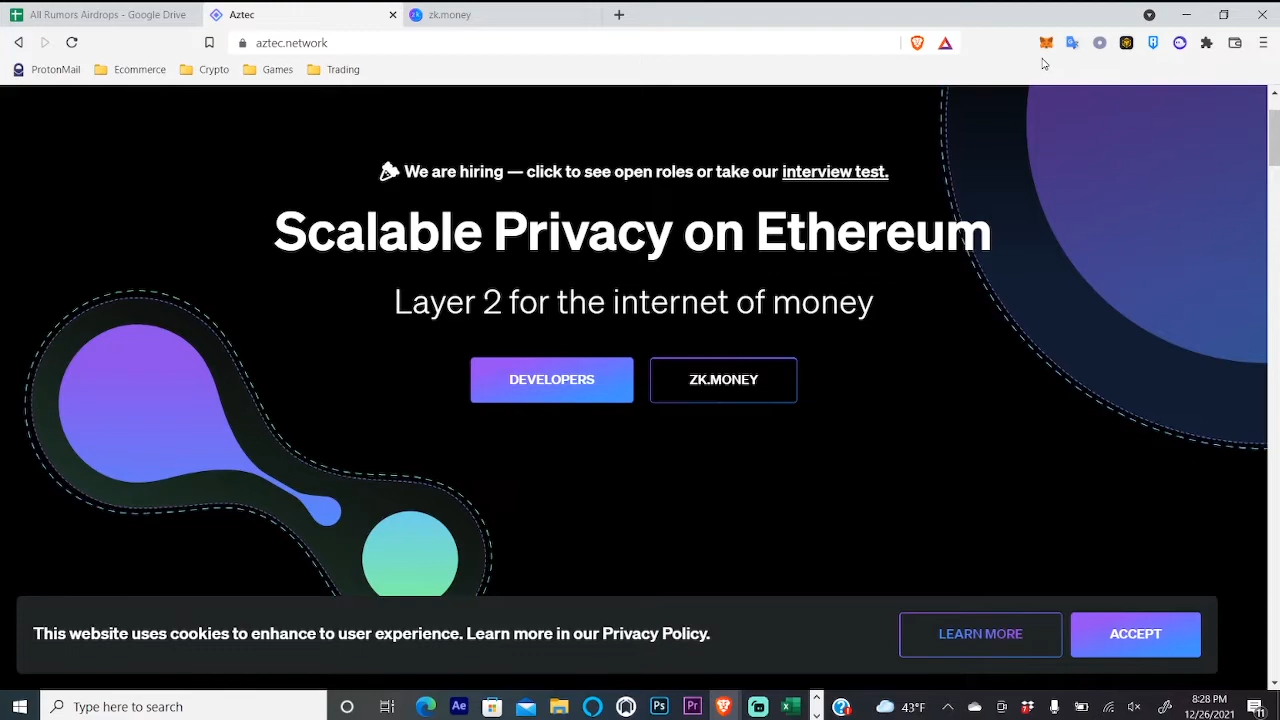 All Rumors Airdrops - Google Drive
Aztec
zk.money
aztec.network
ProtonMail
Ecommerce
Crypto
Games
Trading
We are hiring — click to see open roles or take our interview test.
Scalable Privacy on Ethereum
Layer 2 for the internet of money
DEVELOPERS
ZK.MONEY
This website uses cookies to enhance to user experience. Learn more in our Privacy Policy.
LEARN MORE
ACCEPT
Type here to search
Ae
Ps
Pr
43°F
8:28 PM
12/26/2021